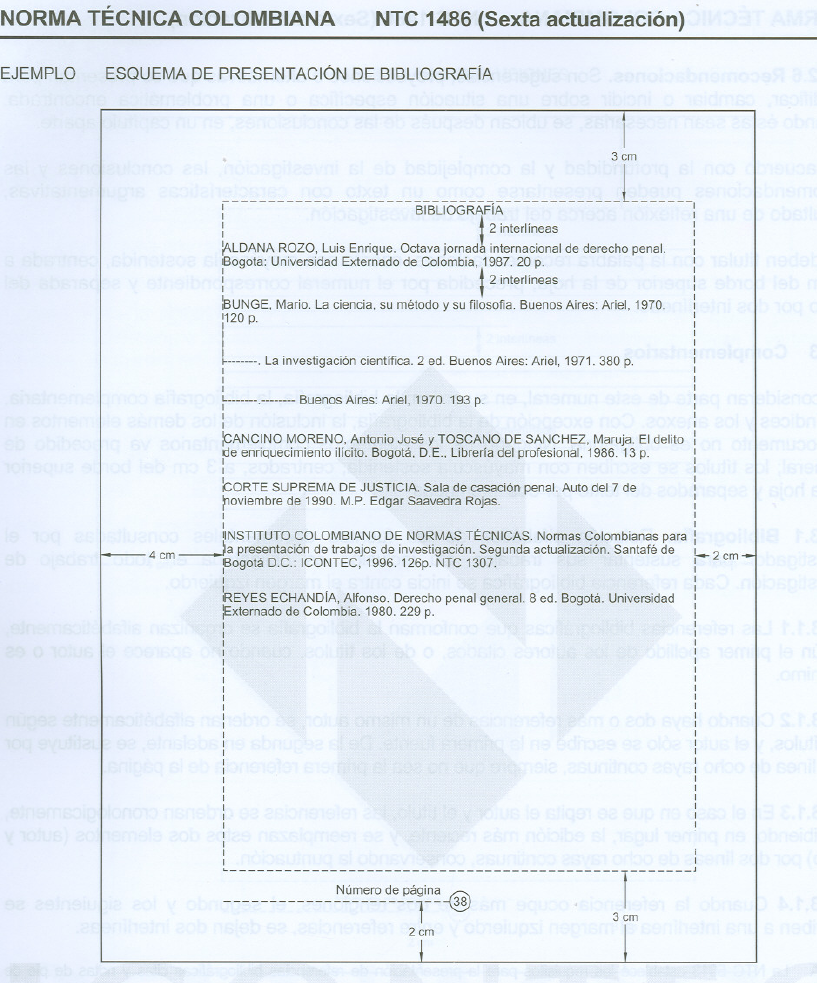 NORMA TÉCNICA COLOMBIANA NTC 1486 (Sexta actualización)
EJEMPLO ESQUEMA DE PRESENTACIÓN DE BIBLIOGRAFÍA
3 cm
BIBLIOGRAFÍA
2 interlineas
ALDANA ROZO, Luis Enrique. Octava jornada internacional de derecho penal.
Bogotá: Universidad Externado de Colombia, 1987. 20 p.
2 interlineas
BUNGE, Mario. La ciencia, su método y su filosofía. Buenos Aires: Ariel, 1970.
120 p.
--------. La investigación científica. 2 ed. Buenos Aires: Ariel, 1971. 380 p.
--------. --------. Buenos Aires: Ariel, 1970. 193 p.
CANCINO MORENO, Antonio José y TOSCANO DE SANCHEZ, Maruja. El delito
de enriquecimiento ilícito. Bogotá. D.E., Librería del profesional, 1986. 13 p.
CORTE SUPREMA DE JUSTICIA. Sala de casación penal. Auto del 7 de
noviembre de 1990. M.P. Edgar Saavedra Rojas.
INSTITUTO COLOMBIANO DE NORMAS TÉCNICAS. Normas Colombianas para
la presentación de trabajos de investigación. Segunda actualización. Santafé de
Bogotá D.C.: ICONTEC, 1996. 126p. NTC 1307.
4 cm
2 cm
REYES ECHANDÍA, Alfonso. Derecho penal general. 8 ed. Bogotá. Universidad
Externado de Colombia. 1980. 229 p.
Número de página
38
2 cm
3 cm